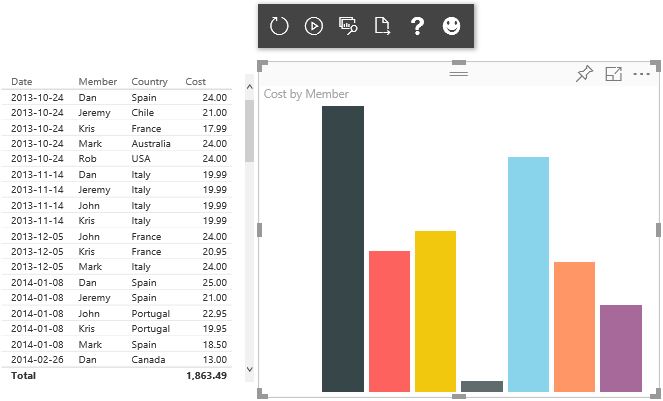 ?
Date Member Country Cost
2013-10-24 Dan Spain 24.00
2013-10-24 Jeremy Chile 21.00
2013-10-24 Kris France 17.99
2013-10-24 Mark Australia 24.00
2013-10-24 Rob USA 24.00
2013-11-14 Dan Italy 19.99
2013-11-14 Jeremy Italy 19.99
2013-11-14 John Italy 19.99
2013-11-14 Kris Italy 19.99
2013-12-05 John France 24.00
2013-12-05 Kris France 20.95
2013-12-05 Mark Italy 24.00
2014-01-08 Dan Spain 25.00
2014-01-08 Jeremy Spain 21.00
2014-01-08 John Portugal 22.95
2014-01-08 Kris Portugal 19.95
2014-01-08 Mark Spain 18.50
2014-02-26 Dan Canada 13.00
Total 1,863.49
Cost by Member